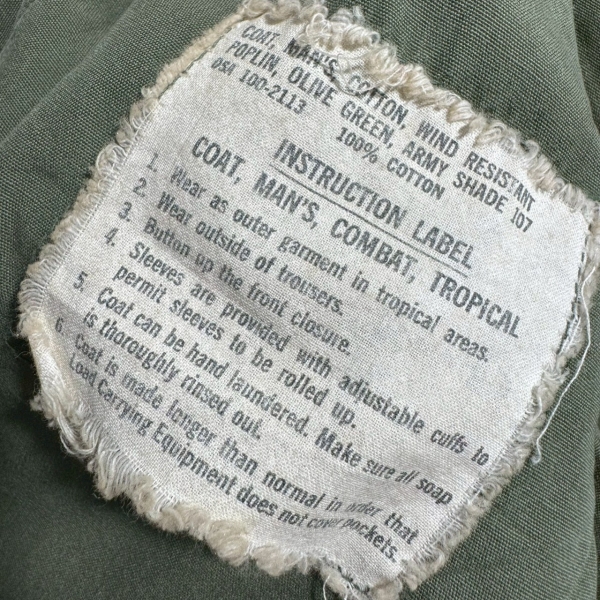 COAT, MAN'S, COTTON, WIND RESISTANT
POPLIN, OLIVE GREEN, ARMY SHADE 107
DSA 100-2113 100% COTTON
INSTRUCTION LABEL
COAT, MAN'S, COMBAT, TROPICAL
1. Wear as outer garment in tropical areas.
2. Wear outside of trousers.
3. Button up the front closure.
4. Sleeves are provided with adjustable cuffs to
permit sleeves to be rolled up.
5. Coat can be hand laundered. Make sure all soap
is thoroughly rinsed out.
6. Coat is made longer than normal in order that
Load Carrying Equipment does not cover pockets.